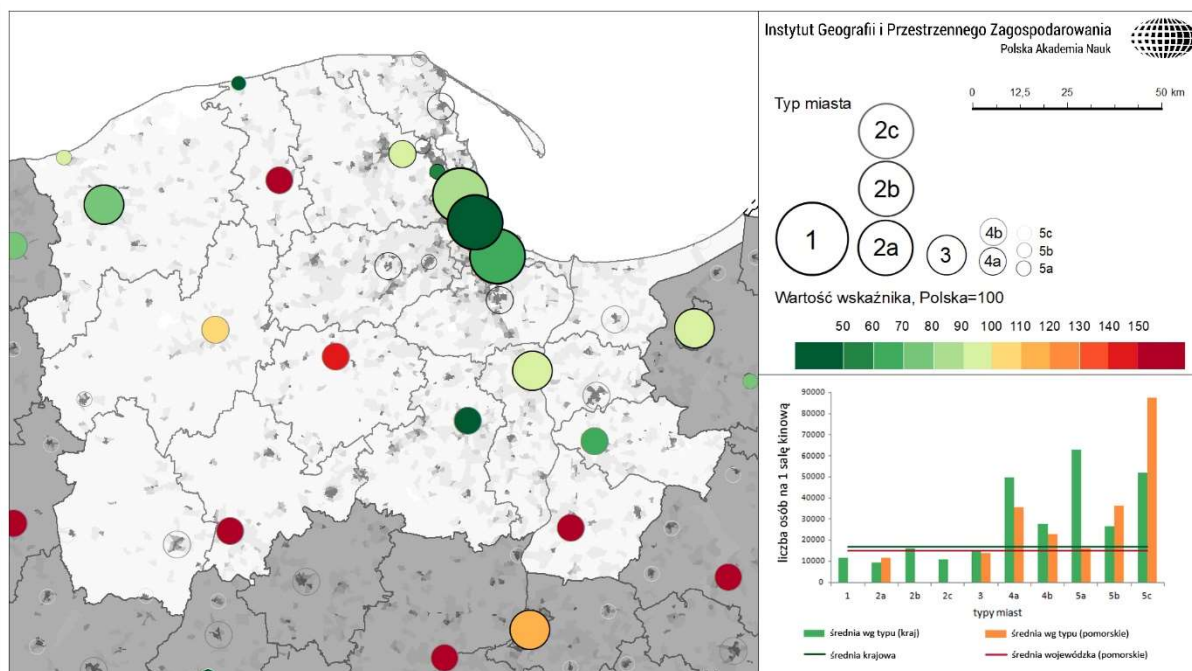 Instytut Geografii i Przestrzennego Zagospodarowania
Polska Akademia Nauk
0 12,5 25 50 km
Typ miasta
2c
2b
1 2a 3 4b 4a 5c 5b 5a
Wartość wskaźnika, Polska=100
50 60 70 80 90 100 110 120 130 140 150
liczba osób na 1 salę kinową
90000
80000
70000
60000
50000
40000
30000
20000
10000
0
1 2a 2b 2c 3 4a 4b 5a 5b 5c
typy miast
średnia wg typu (kraj) średnia wg typu (pomorskie)
średnia krajowa średnia wojewódzka (pomorskie)